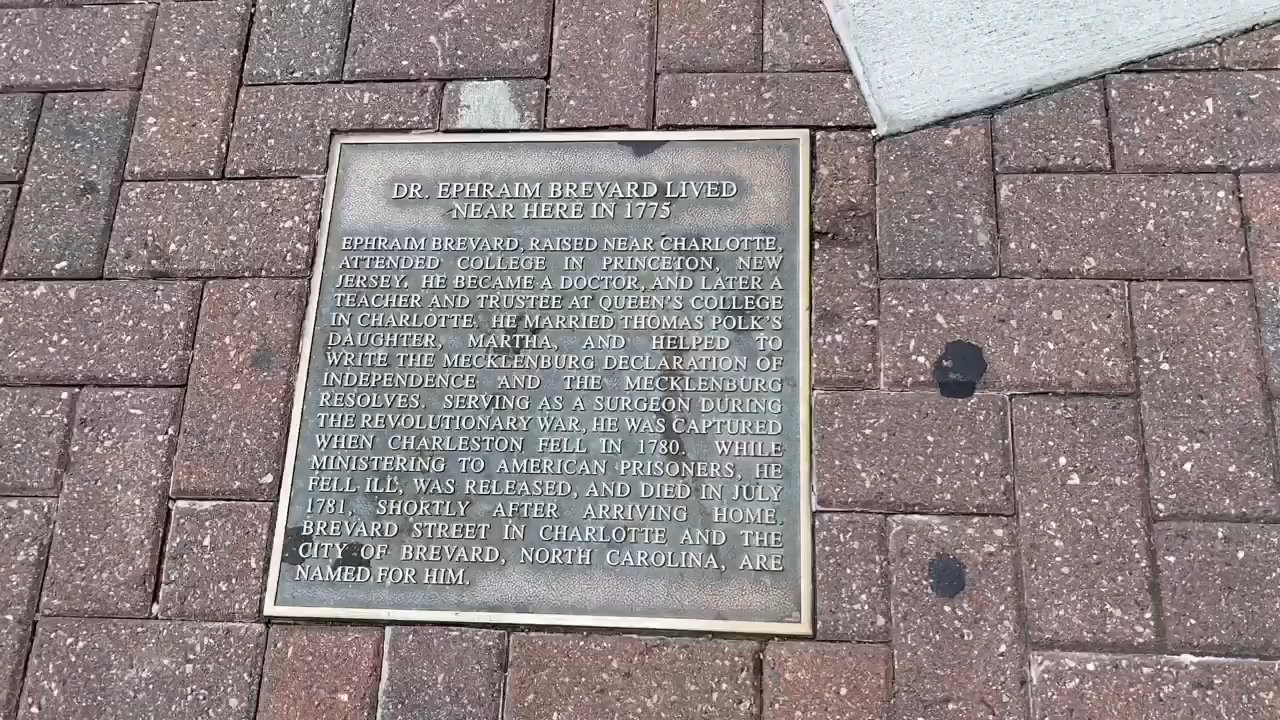 DR. EPHRAIM BREVARD LIVED
NEAR HERE IN 1775
EPHRAIM BREVARD, RAISED NEAR CHARLOTTE,
ATTENDED COLLEGE IN PRINCETON, NEW
JERSEY. HE BECAME A DOCTOR, AND LATER A
TEACHER AND TRUSTEE AT QUEEN'S COLLEGE
IN CHARLOTTE. HE MARRIED THOMAS POLK'S
DAUGHTER, MARTHA, AND HELPED TO
WRITE THE MECKLENBURG DECLARATION OF
INDEPENDENCE AND THE MECKLENBURG
RESOLVES. SERVING AS A SURGEON DURING
THE REVOLUTIONARY WAR, HE WAS CAPTURED
WHEN CHARLESTON FELL IN 1780. WHILE
MINISTERING TO AMERICAN PRISONERS, HE
FELL ILL, WAS RELEASED, AND DIED IN JULY
1781, SHORTLY AFTER ARRIVING HOME.
BREVARD STREET IN CHARLOTTE AND THE
CITY OF BREVARD, NORTH CAROLINA, ARE
NAMED FOR HIM.